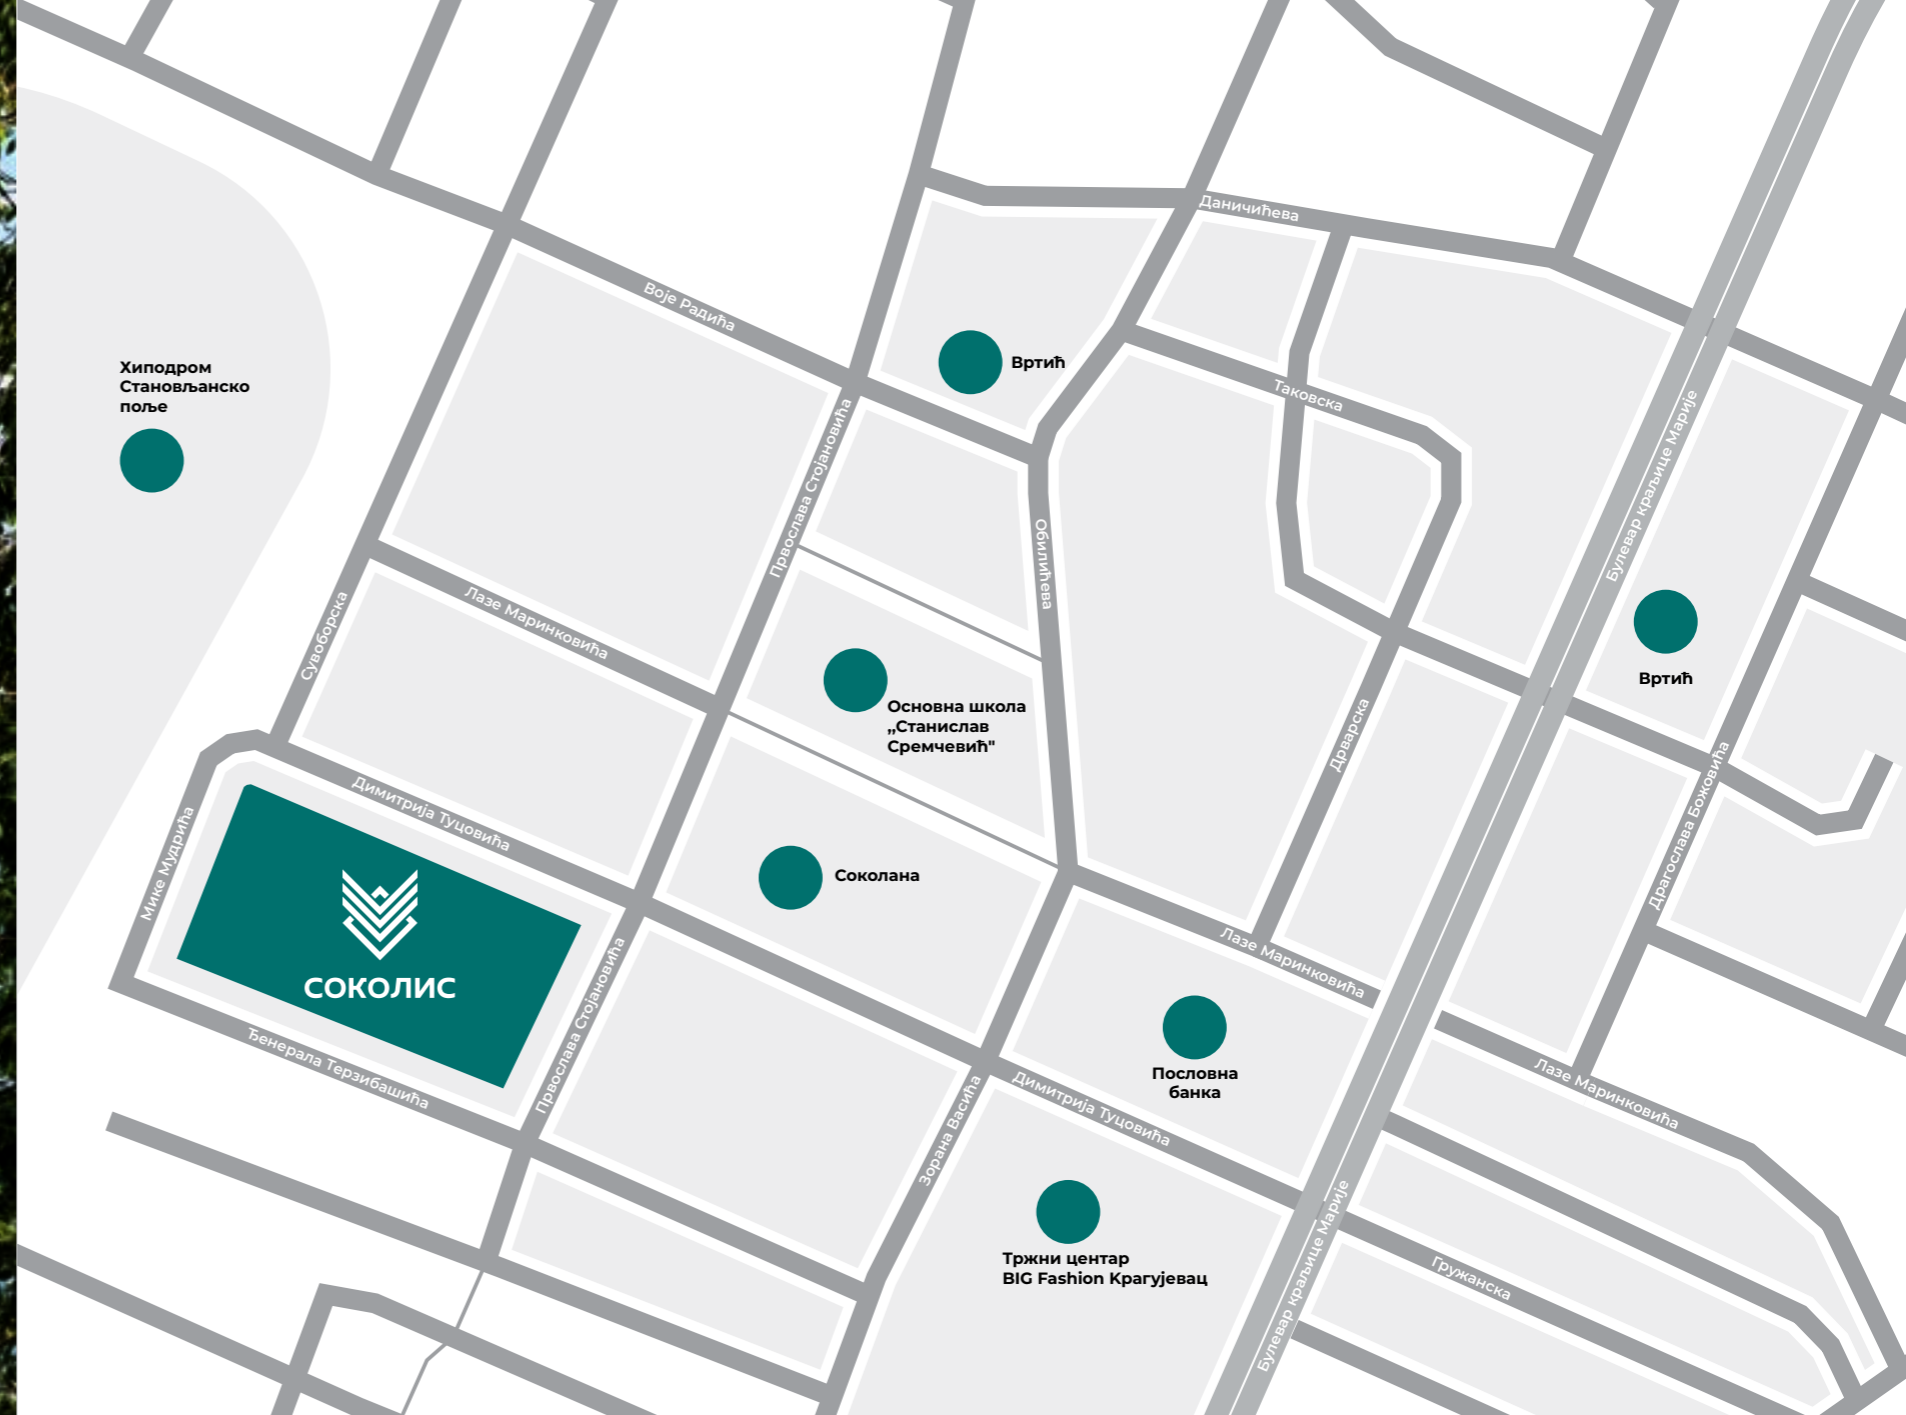 Даничићева
Воје Радића
Вртић
Хиподром
Становљанско
поље
Таковска
Булевар краљице Марије
Првослава Стојановића
Обилићева
Сувоборска
Лазе Маринковића
Вртић
Основна школа
„Станислав
Сремчевић"
Дрварска
Драгослава Божовића
Димитрија Туцовића
Мике Мудрића
Соколана
СОКОЛИС
Лазе Маринковића
Првослава Стојановића
Ђенерала Терзибашића
Пословна
банка
Лазе Маринковића
Зорана Васића
Димитрија Туцовића
Булевар краљице Марије
Тржни центар
BIG Fashion Крагујевац
Гружанска